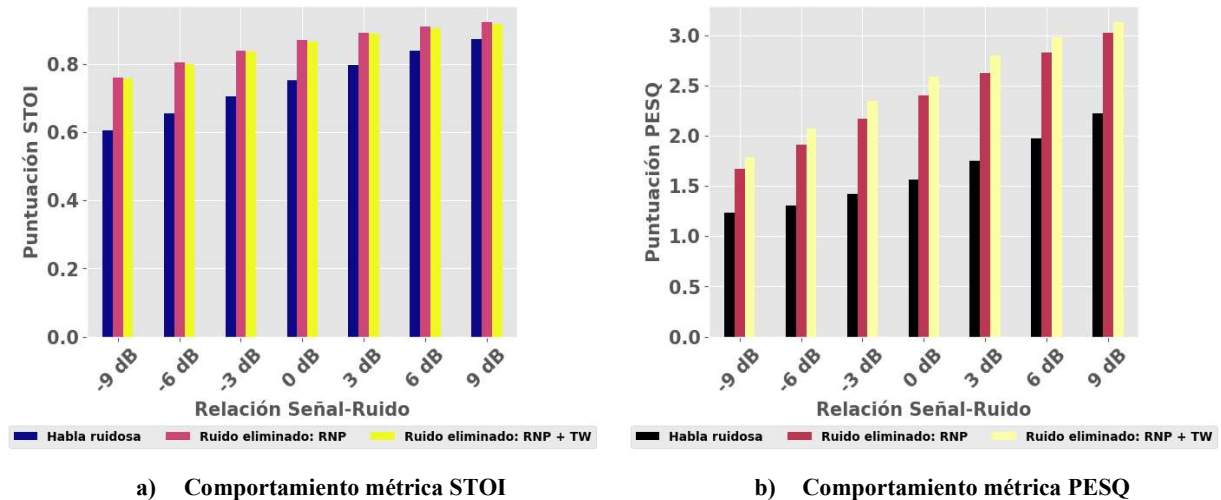 Puntuación STOI
0.8
0.6
0.4
0.2
0.0
-9 dB
-6 dB
-3 dB
0 dB
3 dB
6 dB
9 dB
Relación Señal-Ruido
Habla ruidosa
Ruido eliminado: RNP
Ruido eliminado: RNP + TW
a) Comportamiento métrica STOI
Puntuación PESQ
3.0
2.5
2.0
1.5
1.0
0.5
0.0
-9 dB
-6 dB
-3 dB
0 dB
3 dB
6 dB
9 dB
Relación Señal-Ruido
Habla ruidosa
Ruido eliminado: RNP
Ruido eliminado: RNP + TW
b) Comportamiento métrica PESQ